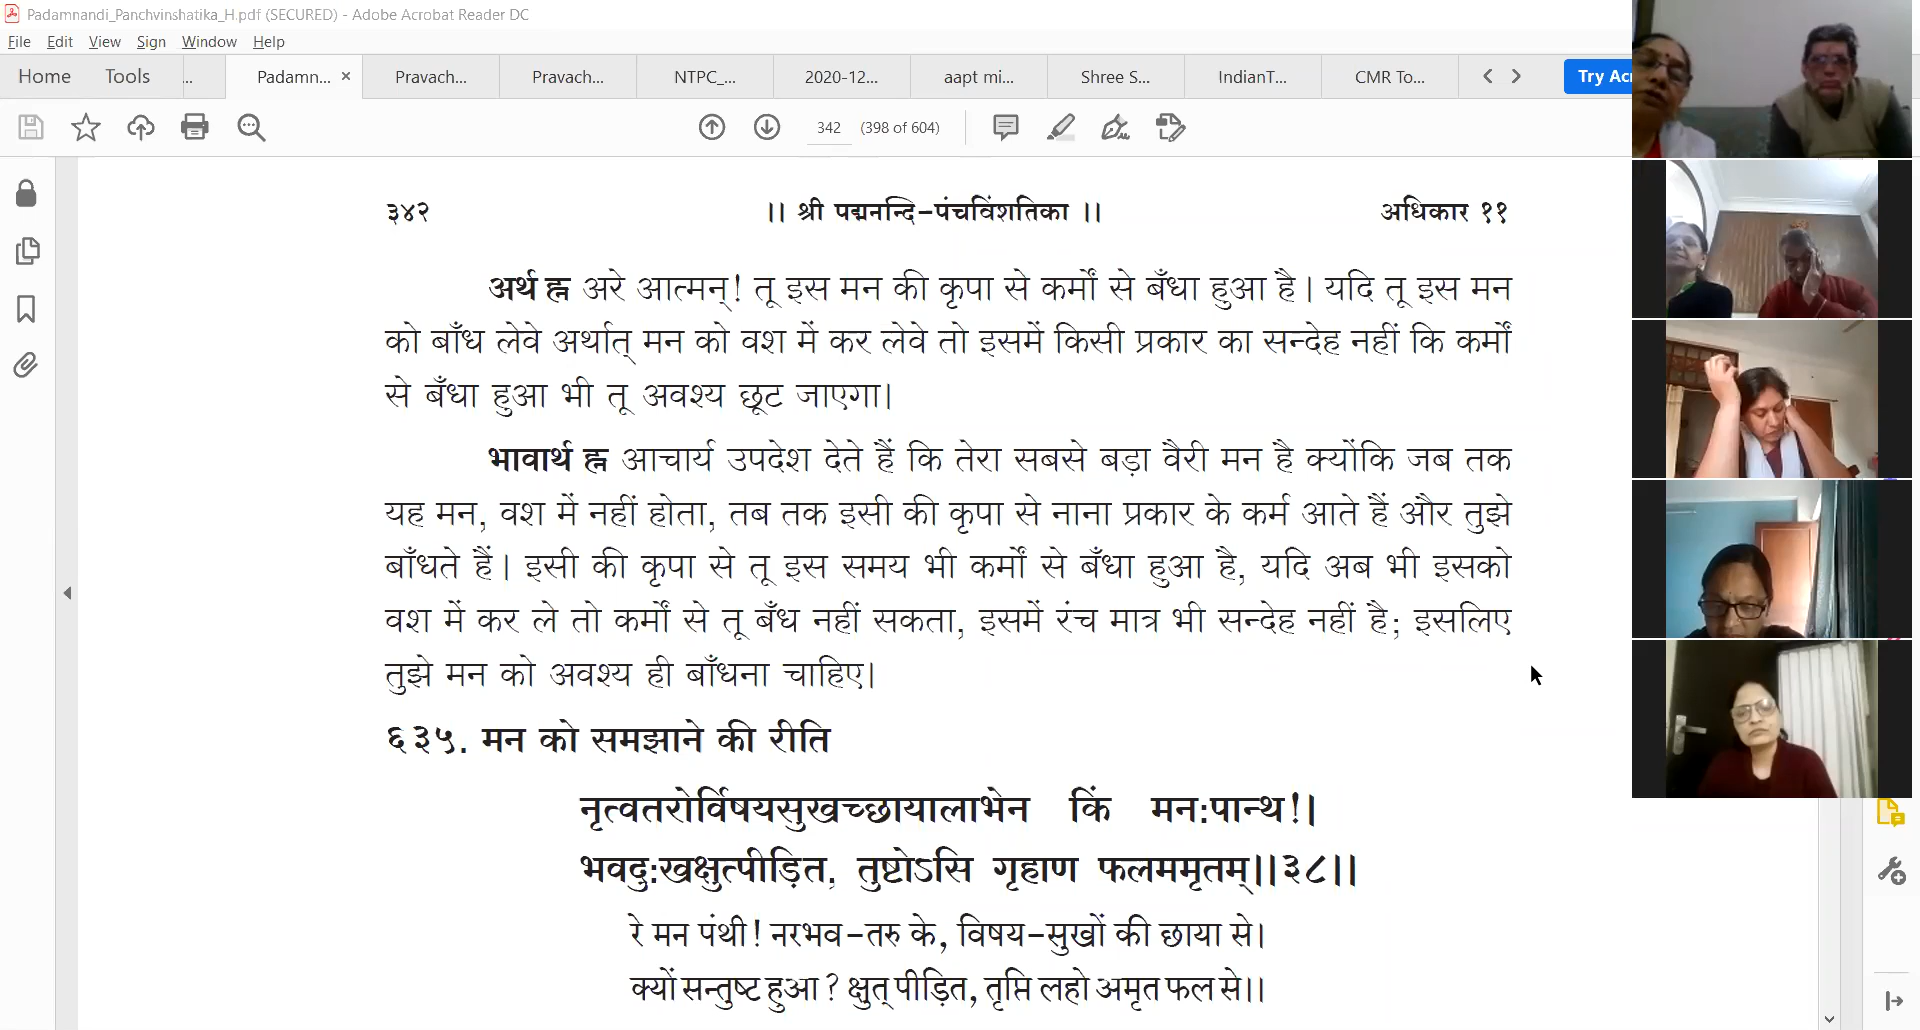 Padamnandi_Panchvinshatika_H.pdf (SECURED) - Adobe Acrobat Reader DC
File Edit View Sign Window Help
Home Tools ... Padamn... × Pravach... Pravach... NTPC_... 2020-12... aapt mi... Shree S... IndianT... CMR To... Try Acr
342 (398 of 604)
३४२ ।। श्री पद्मनन्दि-पंचविंशतिका ।। अधिकार ११
अर्थ ह्न अरे आत्मन्! तू इस मन की कृपा से कर्मों से बँधा हुआ है। यदि तू इस मन
को बाँध लेवे अर्थात् मन को वश में कर लेवे तो इसमें किसी प्रकार का सन्देह नहीं कि कर्मों
से बँधा हुआ भी तू अवश्य छूट जाएगा।
भावार्थ ह्न आचार्य उपदेश देते हैं कि तेरा सबसे बड़ा वैरी मन है क्योंकि जब तक
यह मन, वश में नहीं होता, तब तक इसी की कृपा से नाना प्रकार के कर्म आते हैं और तुझे
बाँधते हैं। इसी की कृपा से तू इस समय भी कर्मों से बँधा हुआ है, यदि अब भी इसको
वश में कर ले तो कर्मों से तू बँध नहीं सकता, इसमें रंच मात्र भी सन्देह नहीं है; इसलिए
तुझे मन को अवश्य ही बाँधना चाहिए।
६३५. मन को समझाने की रीति
नृत्वतरोर्विषयसुखच्छायालाभेन किं मन:पान्थ!।
भवदु:खक्षुत्पीड़ित, तुष्टोऽसि गृहाण फलममृतम्।।३८।।
रे मन पंथी! नरभव-तरु के, विषय-सुखों की छाया से।
क्यों सन्तुष्ट हुआ? क्षुत् पीड़ित, तृप्ति लहो अमृत फल से।।